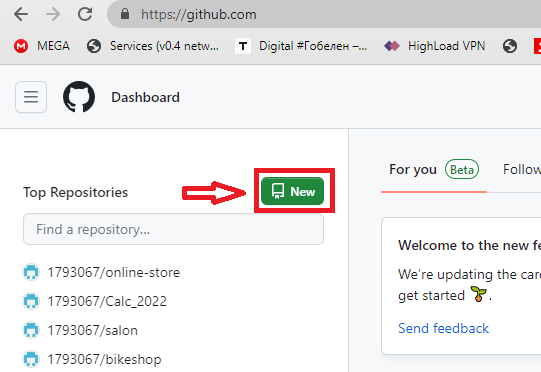 https://github.com
MEGA
Services (v0.4 netw...
T
Digital #Гобелен –...
HighLoad VPN
Dashboard
For you
Beta
Follow
Top Repositories
New
Find a repository...
Welcome to the new fe
1793067/online-store
We're updating the card
1793067/Calc_2022
get started 🌱.
1793067/salon
Send feedback
1793067/bikeshop